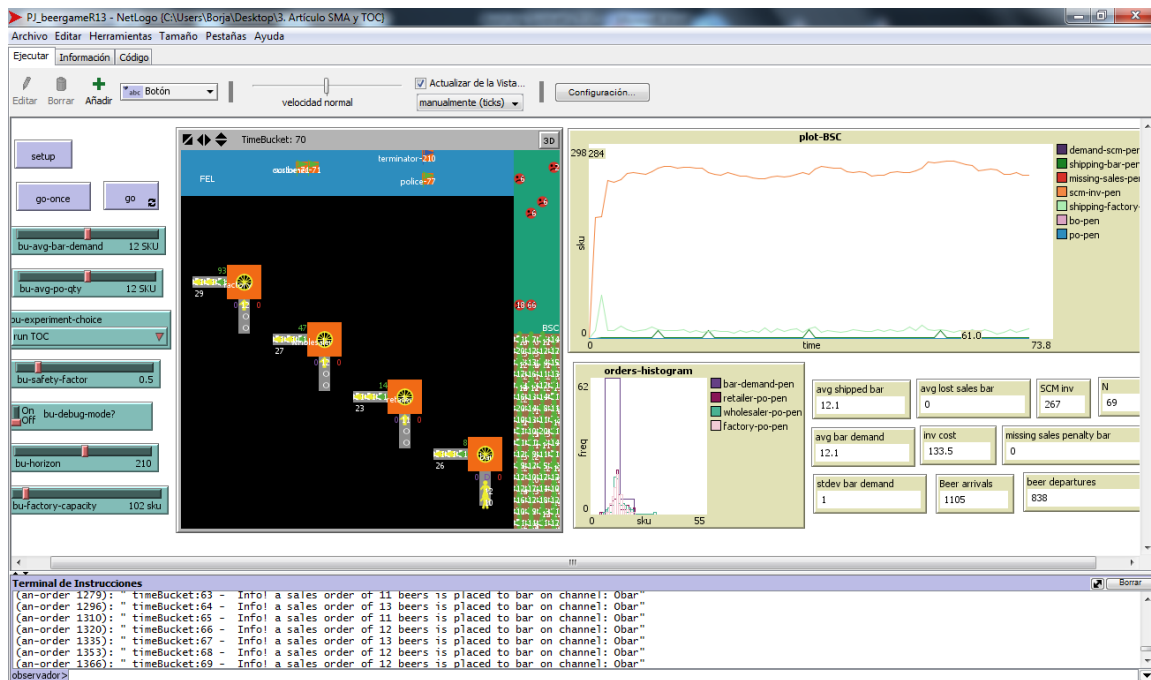 PJ_beergameR13 - NetLogo {C:\Users\Borja\Desktop\3. Artículo SMA y TOC}
Archivo Editar Herramientas Tamaño Pestañas Ayuda
Ejecutar Información Código
Editar Borrar Añadir
abc Botón
velocidad normal
Actualizar de la Vista...
manualmente (ticks)
Configuración...
setup
go-once
go
bu-avg-bar-demand 12 SKU
bu-avg-po-qty 12 SKU
bu-experiment-choice
run TOC
bu-safety-factor 0.5
On
Off
bu-debug-mode?
bu-horizon 210
bu-factory-capacity 102 sku
TimeBucket: 70
3D
FEL
terminator-210
police-77
93
29
47
27
14
23
8
26
BSC
plot-BSC
298 284
sku
0
0
time
61.0
73.8
demand-scm-pen
shipping-bar-pen
missing-sales-pe
scm-inv-pen
shipping-factory-
bo-pen
po-pen
orders-histogram
62
freq
0
0
sku
55
bar-demand-pen
retailer-po-pen
wholesaler-po-pen
factory-po-pen
avg shipped bar
12.1
avg lost sales bar
0
SCM inv
267
N
69
avg bar demand
12.1
inv cost
133.5
missing sales penalty bar
0
stdev bar demand
1
Beer arrivals
1105
beer departures
838
Terminal de Instrucciones
Borrar
(an-order 1279): " timeBucket:63 - Info! a sales order of 11 beers is placed to bar on channel: Obar"
(an-order 1296): " timeBucket:64 - Info! a sales order of 13 beers is placed to bar on channel: Obar"
(an-order 1310): " timeBucket:65 - Info! a sales order of 11 beers is placed to bar on channel: Obar"
(an-order 1320): " timeBucket:66 - Info! a sales order of 12 beers is placed to bar on channel: Obar"
(an-order 1335): " timeBucket:67 - Info! a sales order of 13 beers is placed to bar on channel: Obar"
(an-order 1353): " timeBucket:68 - Info! a sales order of 12 beers is placed to bar on channel: Obar"
(an-order 1366): " timeBucket:69 - Info! a sales order of 12 beers is placed to bar on channel: Obar"
observador>